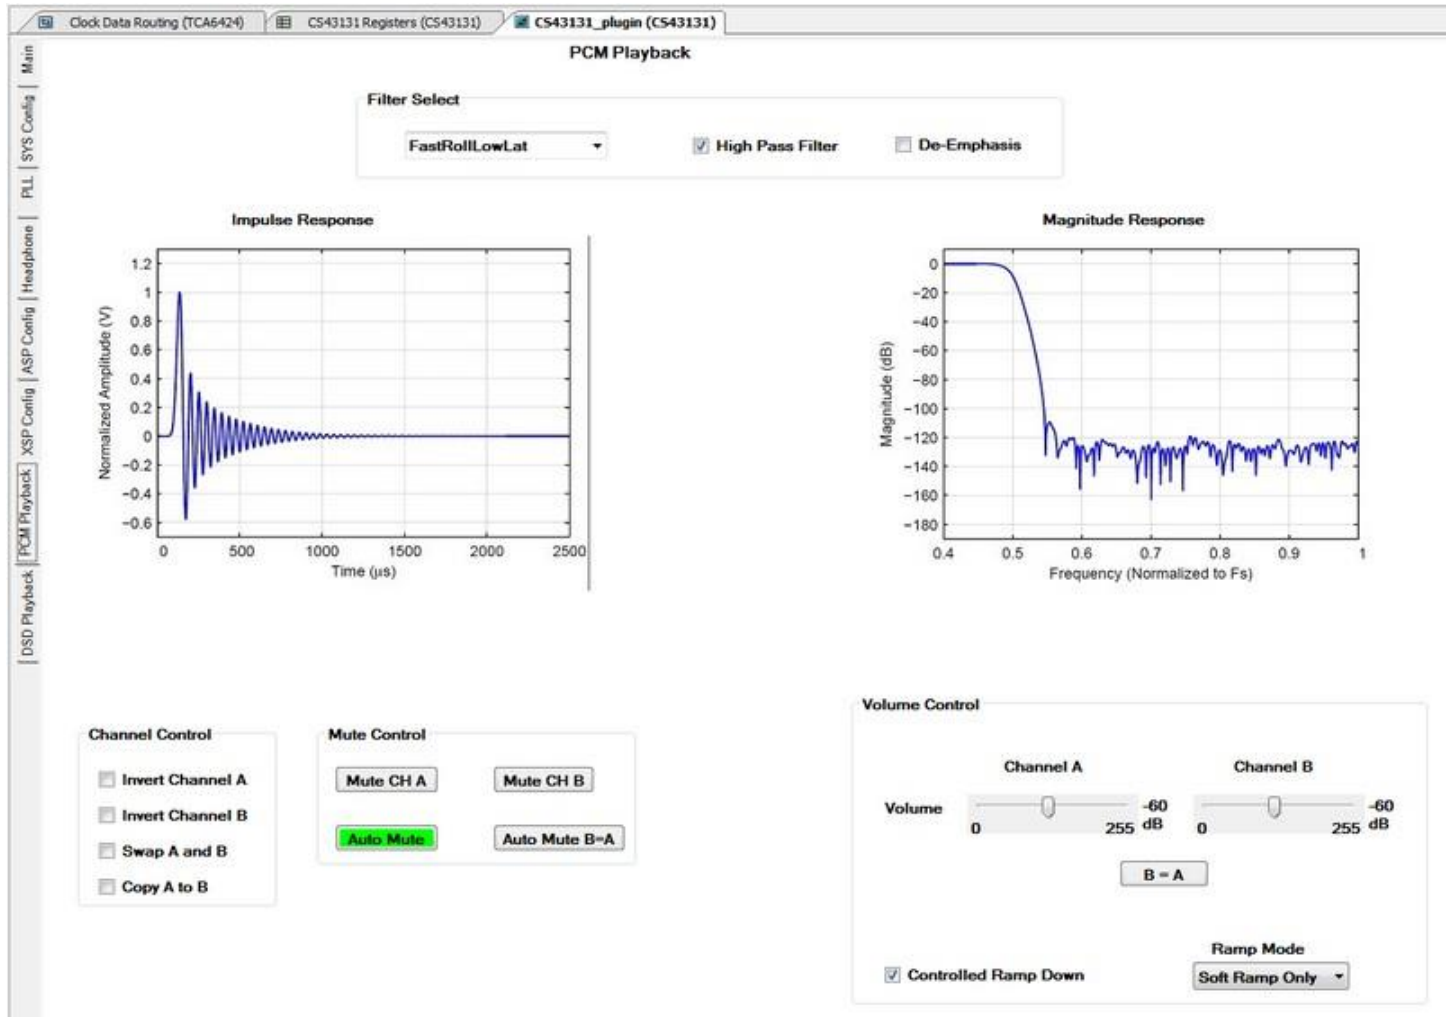 Clock Data Routing (TCA6424) CS43131 Registers (CS43131) CS43131_plugin (CS43131)
Main
SYS Config
PLL
Headphone
ASP Config
XSP Config
PCM Playback
DSD Playback
PCM Playback
Filter Select
FastRollLowLat High Pass Filter De-Emphasis
Impulse Response
1.2
1
0.8
0.6
0.4
0.2
0
−0.2
−0.4
−0.6
Normalized Amplitude (V)
0 500 1000 1500 2000 2500
Time (μs)
Magnitude Response
0
−20
−40
−60
−80
−100
−120
−140
−160
−180
Magnitude (dB)
0.4 0.5 0.6 0.7 0.8 0.9 1
Frequency (Normalized to Fs)
Channel Control
Invert Channel A
Invert Channel B
Swap A and B
Copy A to B
Mute Control
Mute CH A Mute CH B
Auto Mute Auto Mute B=A
Volume Control
Channel A Channel B
Volume -60 -60
0 255 dB 0 255 dB
B = A
Ramp Mode
Controlled Ramp Down Soft Ramp Only